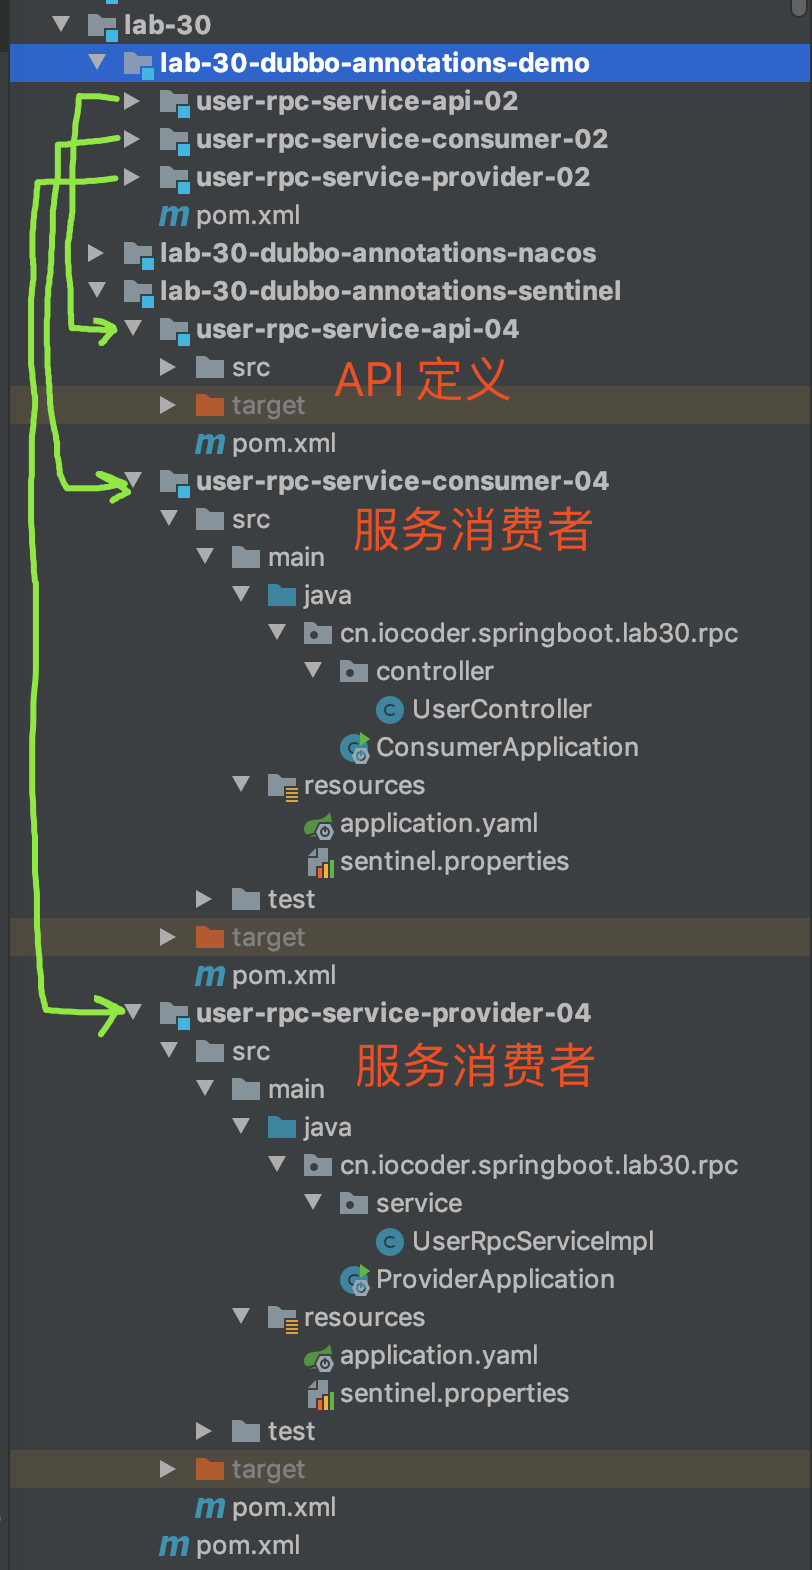 lab-30
lab-30-dubbo-annotations-demo
user-rpc-service-api-02
user-rpc-service-consumer-02
user-rpc-service-provider-02
pom.xml
lab-30-dubbo-annotations-nacos
lab-30-dubbo-annotations-sentinel
user-rpc-service-api-04
src
API 定义
target
pom.xml
user-rpc-service-consumer-04
src
服务消费者
main
java
cn.iocoder.springboot.lab30.rpc
controller
UserController
ConsumerApplication
resources
application.yaml
sentinel.properties
test
target
pom.xml
user-rpc-service-provider-04
src
服务消费者
main
java
cn.iocoder.springboot.lab30.rpc
service
UserRpcServiceImpl
ProviderApplication
resources
application.yaml
sentinel.properties
test
target
pom.xml
pom.xml